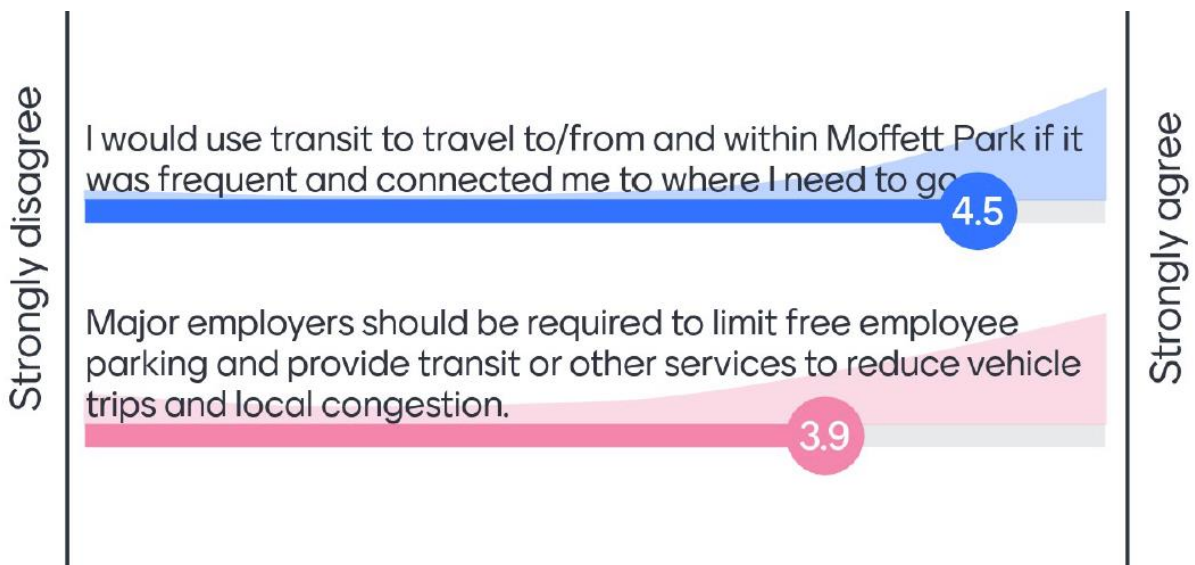 Strongly disagree
I would use transit to travel to/from and within Moffett Park if it
was frequent and connected me to where I need to go.
4.5
Major employers should be required to limit free employee
parking and provide transit or other services to reduce vehicle
trips and local congestion.
3.9
Strongly agree